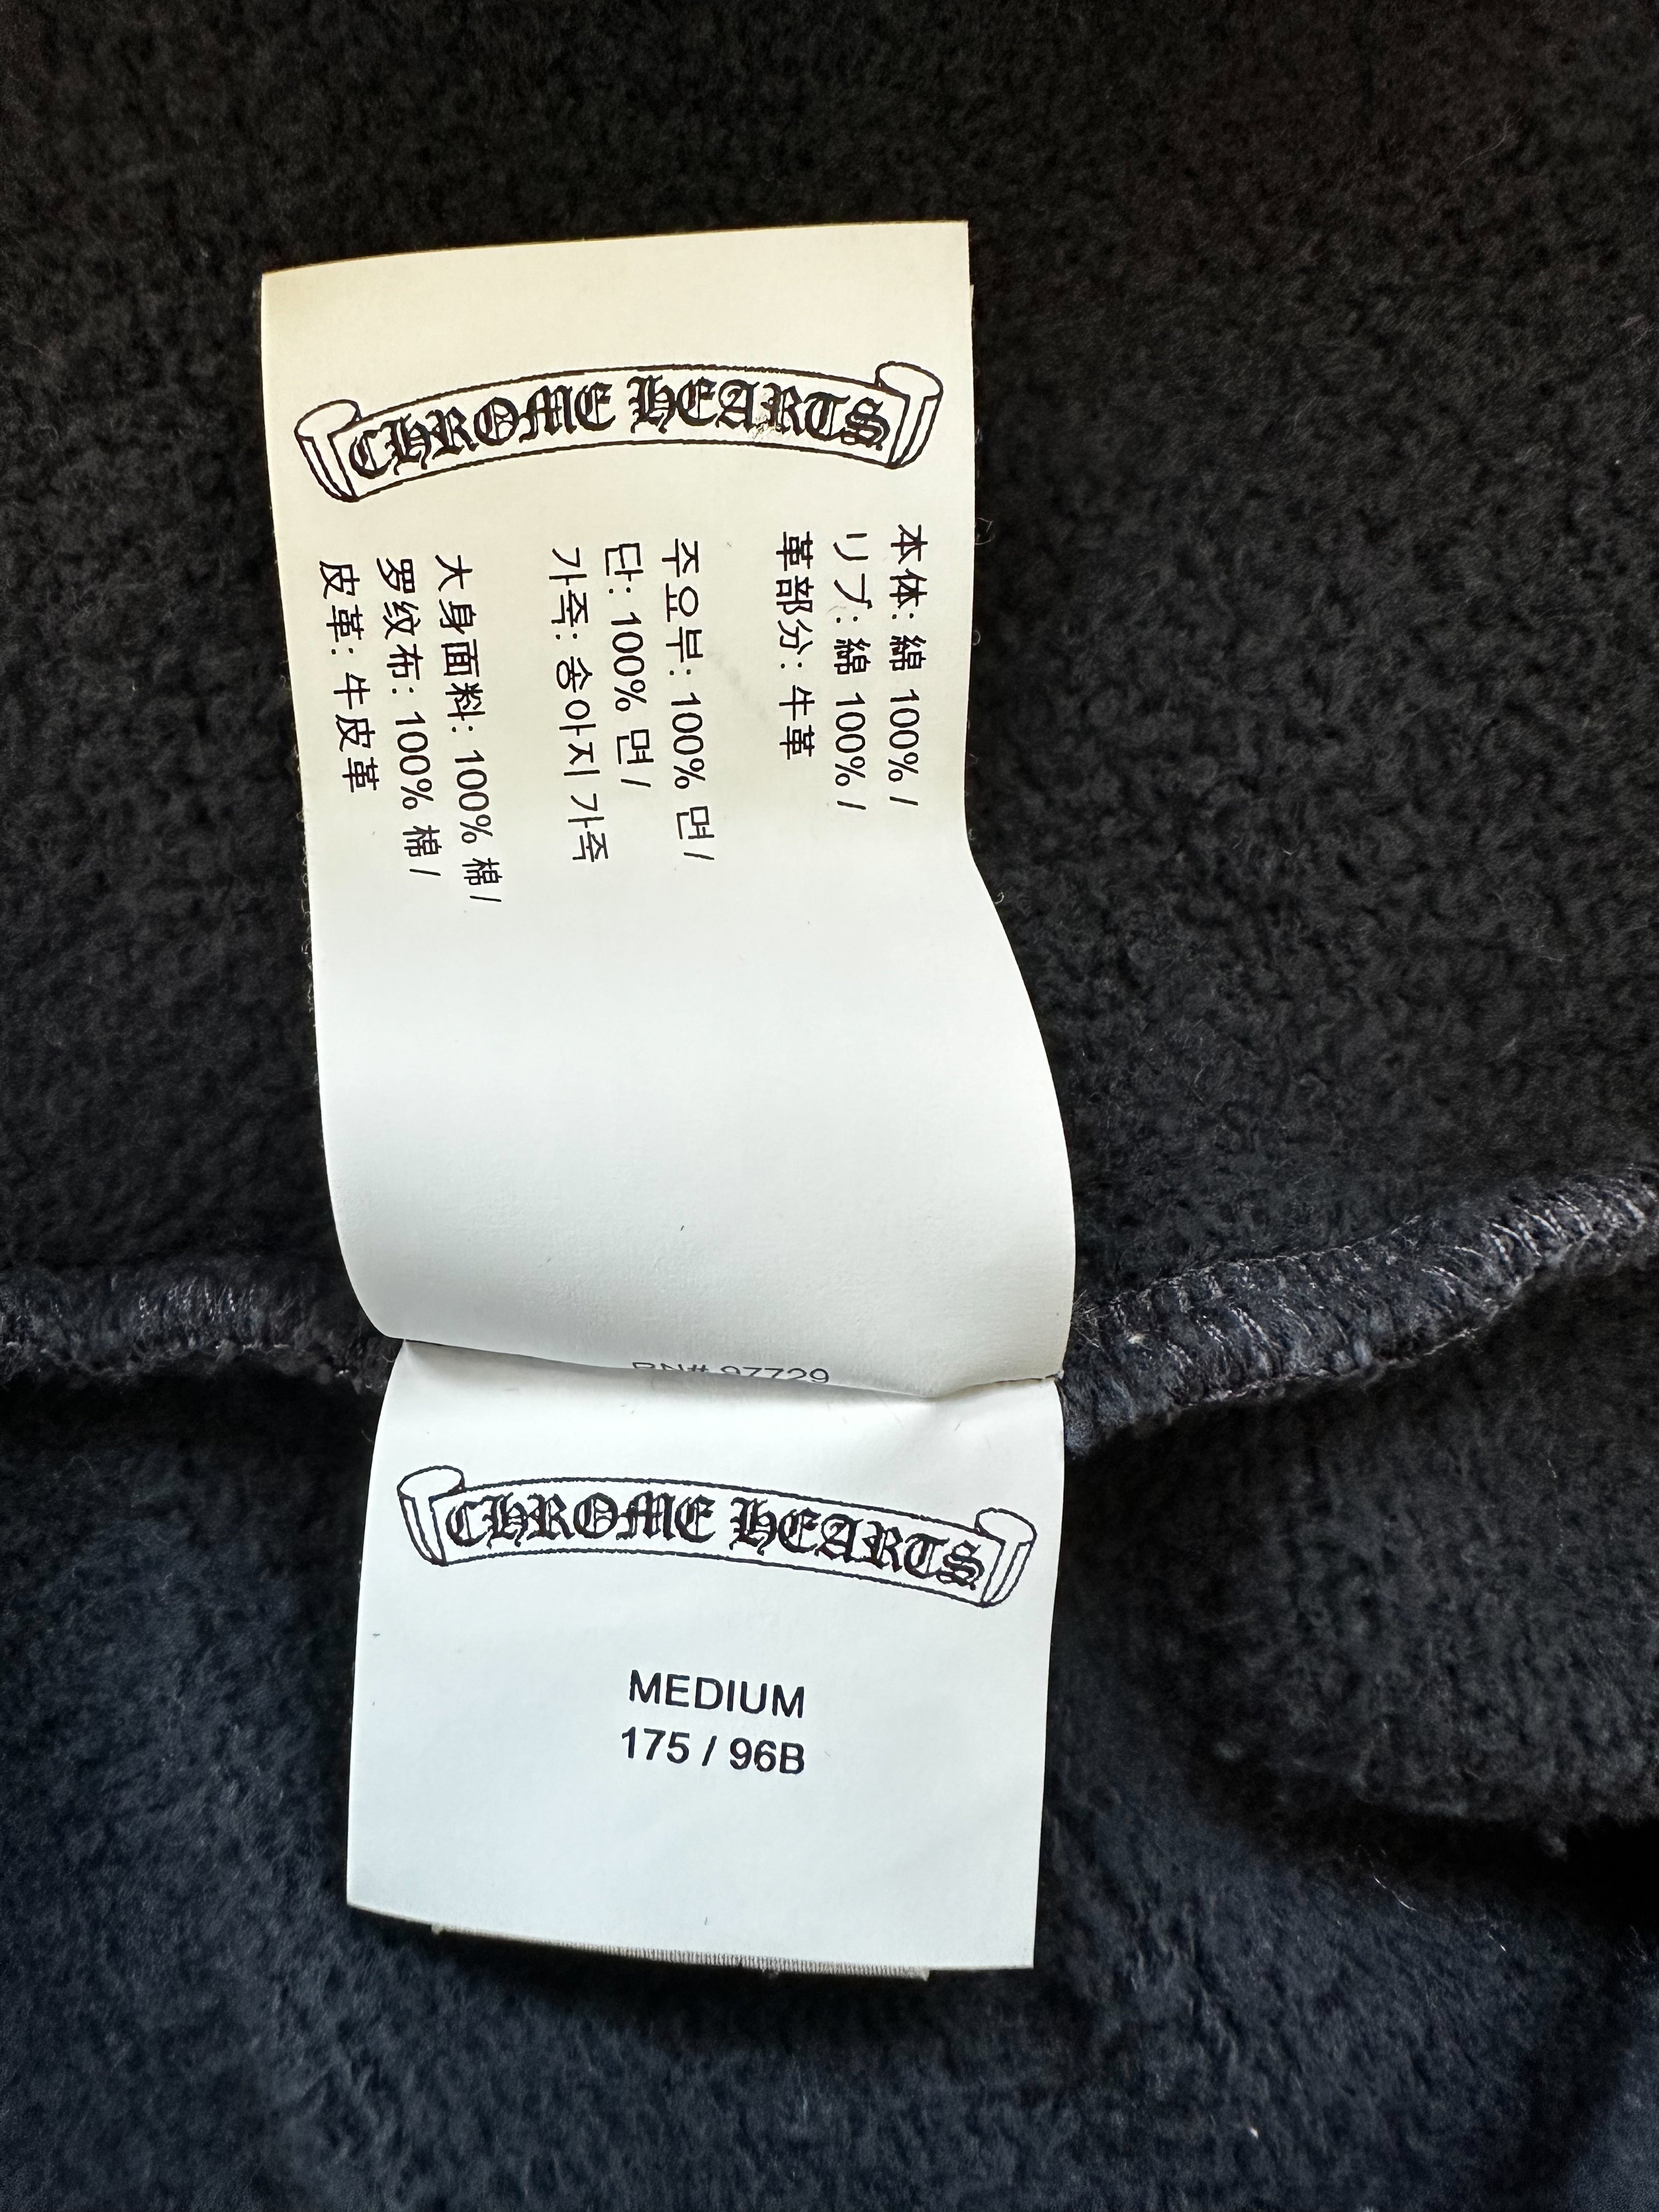 CHROME HEARTS
本体: 綿 100% /
リブ: 綿 100% /
革部分: 牛革
주요부: 100% 면 /
단: 100% 면 /
가죽: 송아지 가죽
大身面料: 100% 棉 /
罗纹布: 100% 棉 /
皮革: 牛皮革
RN# 97729
CHROME HEARTS
MEDIUM
175 / 96B